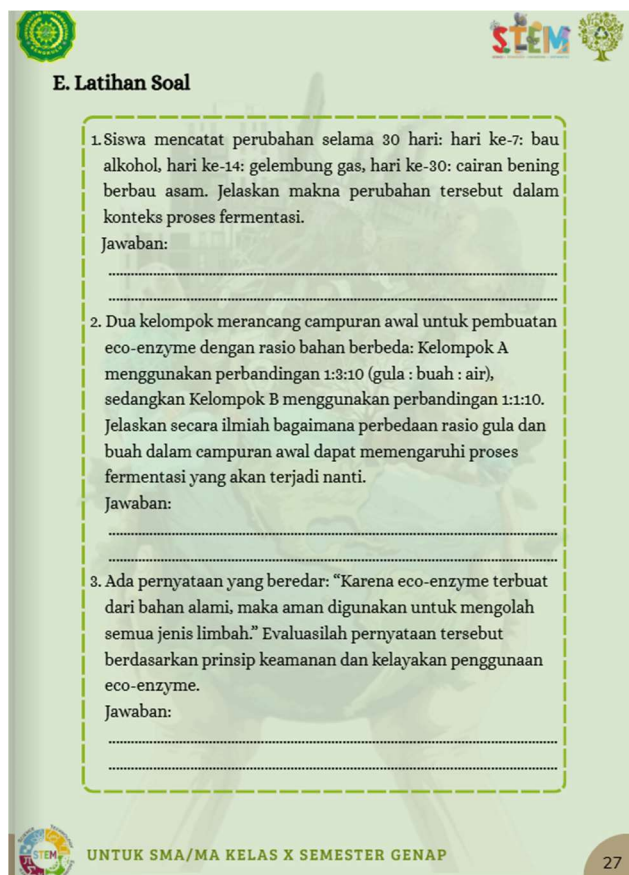 STEM
E. Latihan Soal
1. Siswa mencatat perubahan selama 30 hari: hari ke-7: bau
alkohol, hari ke-14: gelembung gas, hari ke-30: cairan bening
berbau asam. Jelaskan makna perubahan tersebut dalam
konteks proses fermentasi.
Jawaban:
2. Dua kelompok merancang campuran awal untuk pembuatan
eco-enzyme dengan rasio bahan berbeda: Kelompok A
menggunakan perbandingan 1:3:10 (gula : buah : air),
sedangkan Kelompok B menggunakan perbandingan 1:1:10.
Jelaskan secara ilmiah bagaimana perbedaan rasio gula dan
buah dalam campuran awal dapat memengaruhi proses
fermentasi yang akan terjadi nanti.
Jawaban:
3. Ada pernyataan yang beredar: “Karena eco-enzyme terbuat
dari bahan alami, maka aman digunakan untuk mengolah
semua jenis limbah.” Evaluasilah pernyataan tersebut
berdasarkan prinsip keamanan dan kelayakan penggunaan
eco-enzyme.
Jawaban:
STEM
UNTUK SMA/MA KELAS X SEMESTER GENAP
27